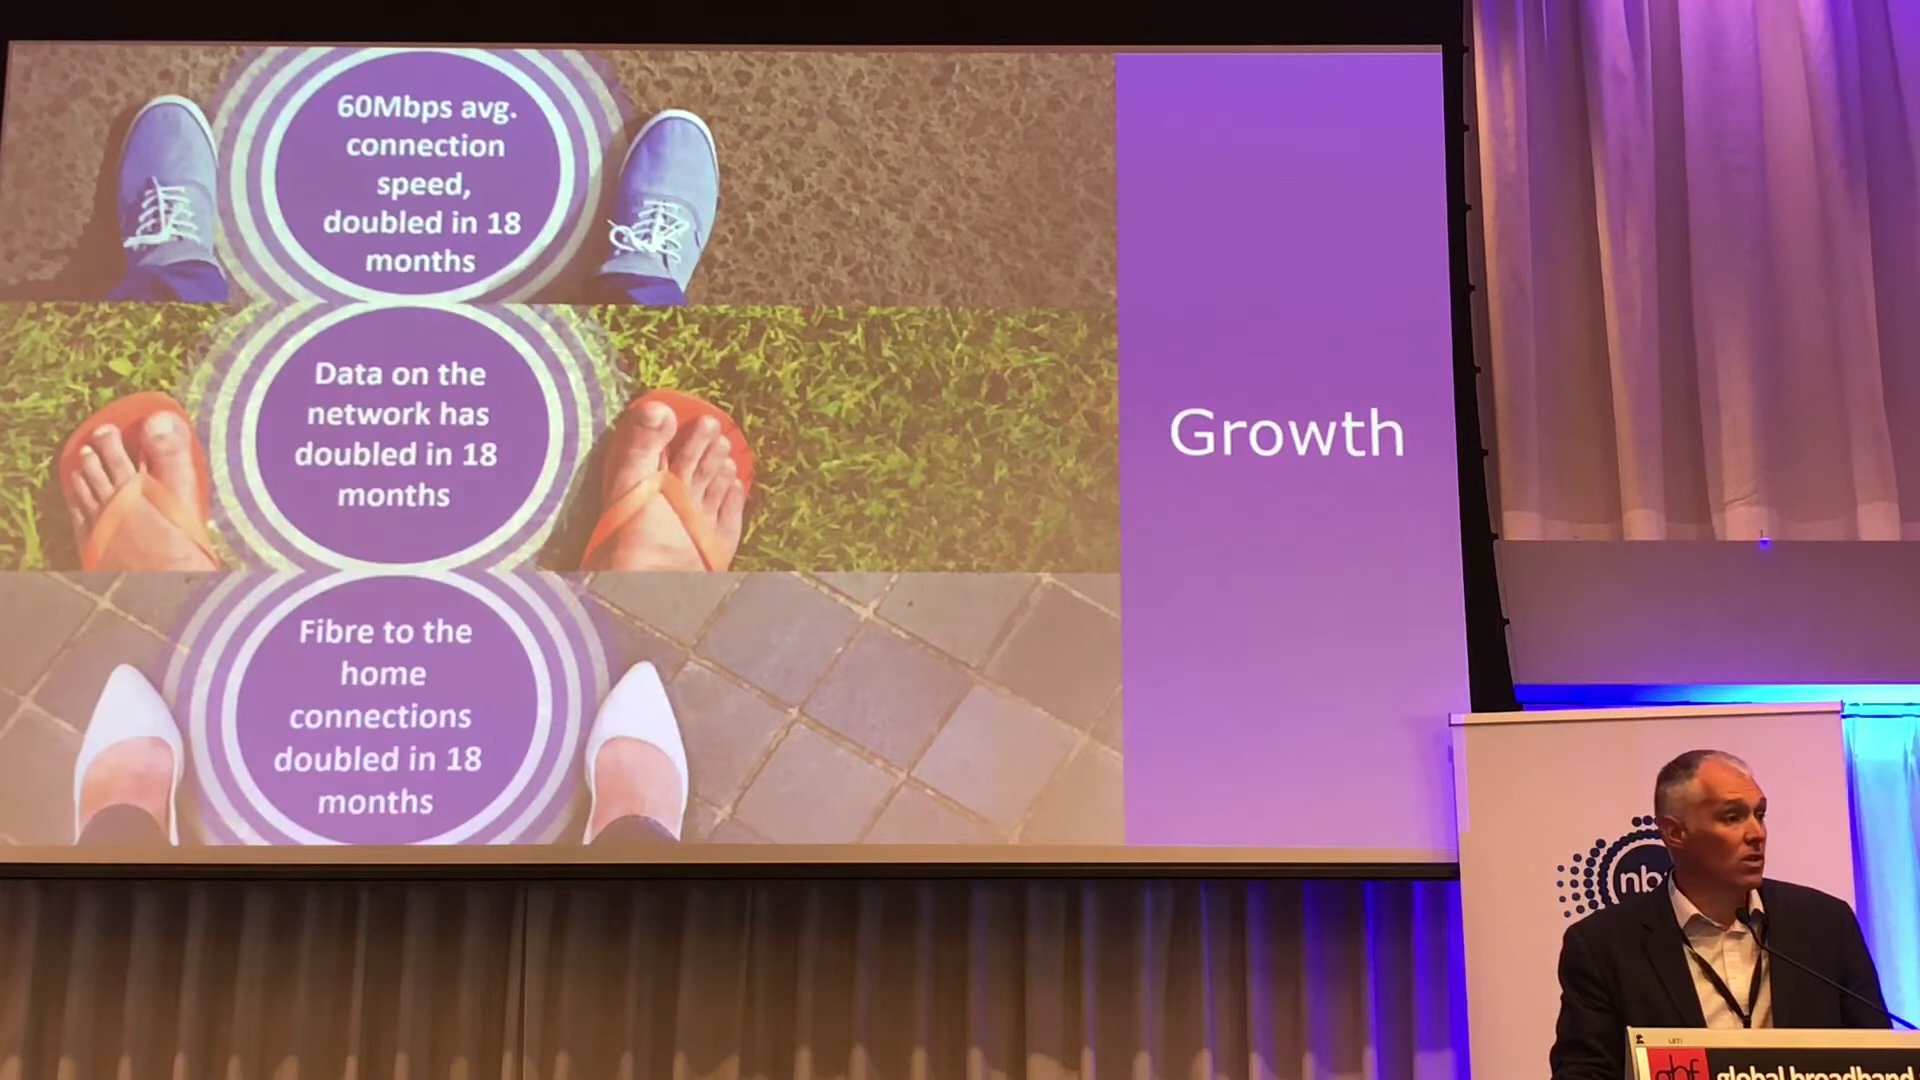 60Mbps avg.
connection
speed,
doubled in 18
months
Data on the
network has
doubled in 18
months
Fibre to the
home
connections
doubled in 18
months
Growth
gbf
global broadband